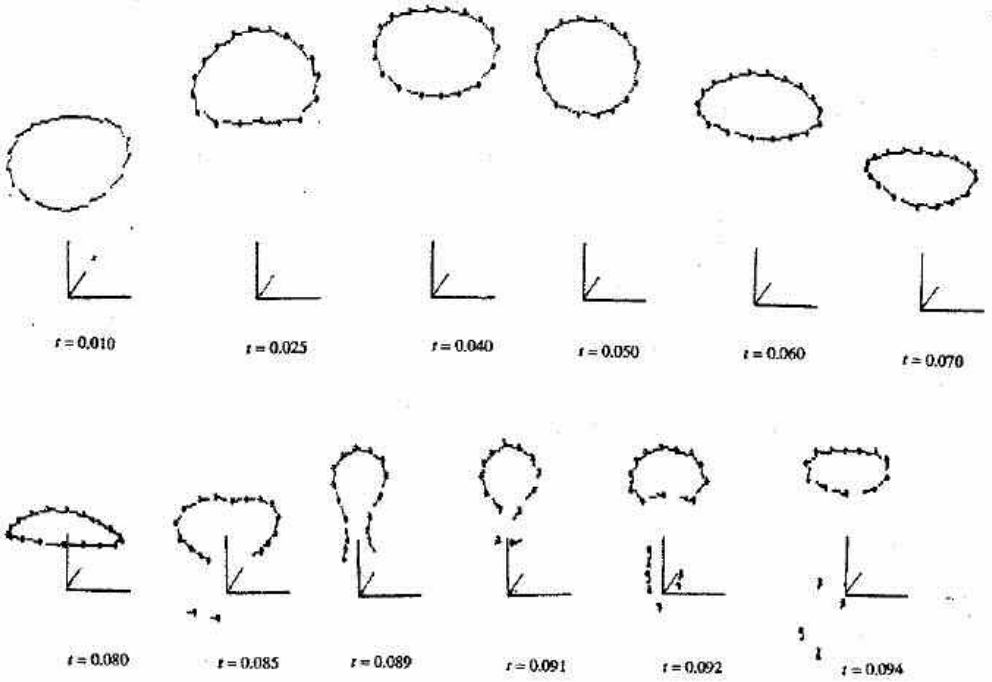 t = 0.010
t = 0.025
t = 0.040
t = 0.050
t = 0.060
t = 0.070
t = 0.080
t = 0.085
t = 0.089
t = 0.091
t = 0.092
t = 0.094